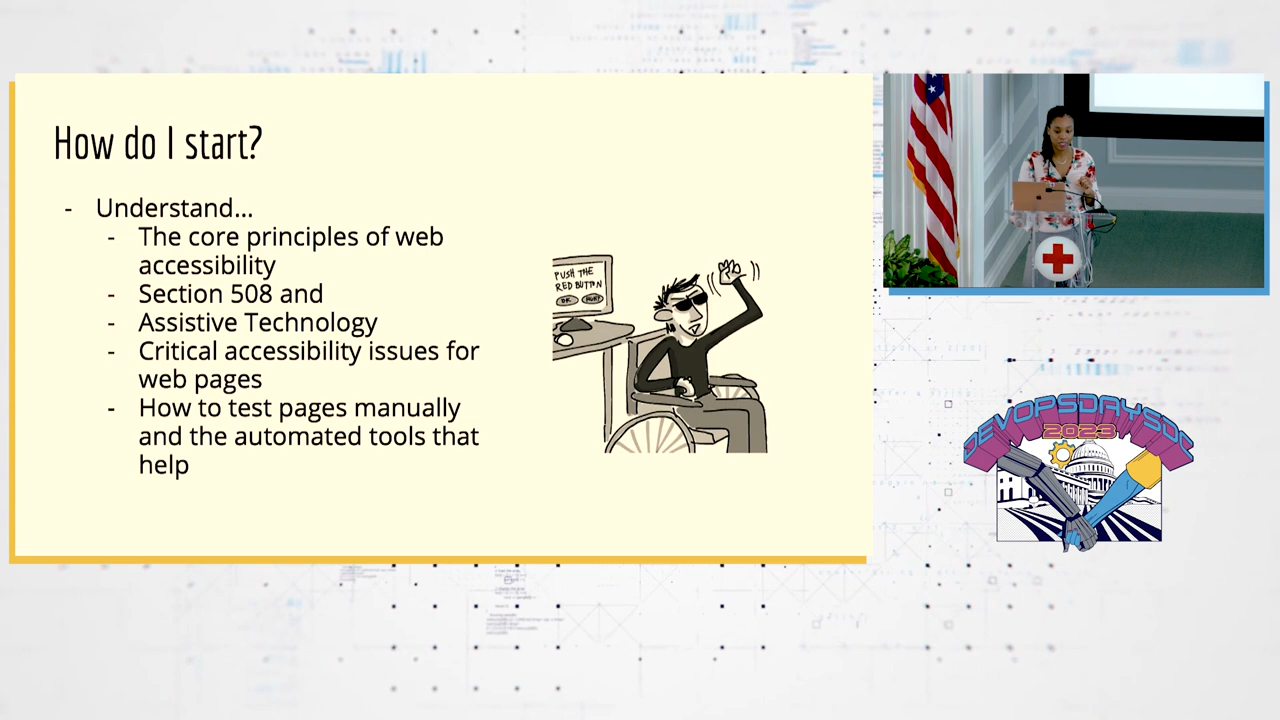 How do I start?
- Understand...
- The core principles of web
accessibility
- Section 508 and
- Assistive Technology
- Critical accessibility issues for
web pages
- How to test pages manually
and the automated tools that
help
PUSH THE
RED BUTTON
OK
DEVOPSDAYSDC
2023